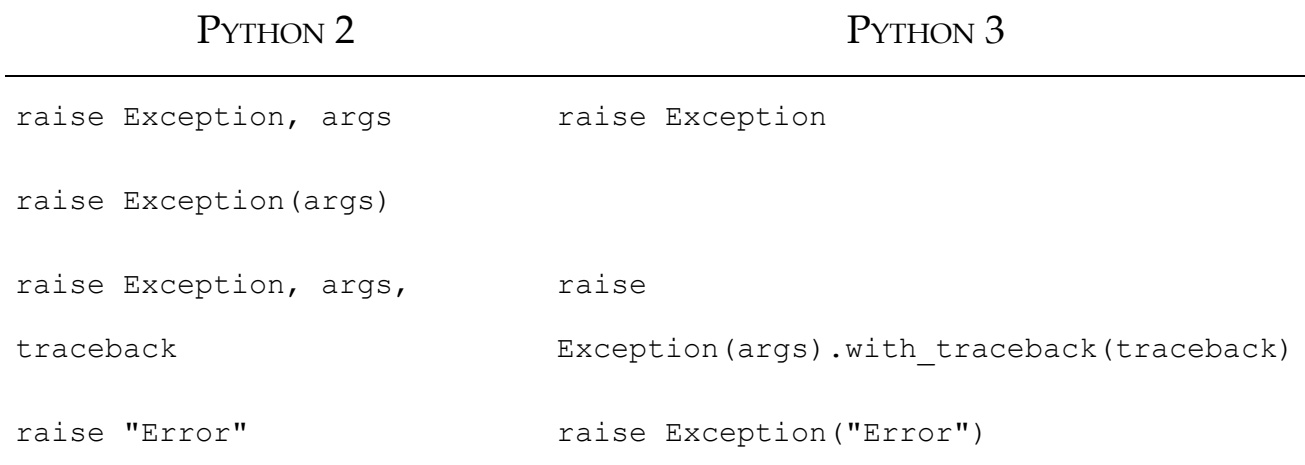 PYTHON 2 PYTHON 3
raise Exception, args raise Exception
raise Exception(args)
raise Exception, args, raise
traceback Exception(args).with_traceback(traceback)
raise "Error" raise Exception("Error")